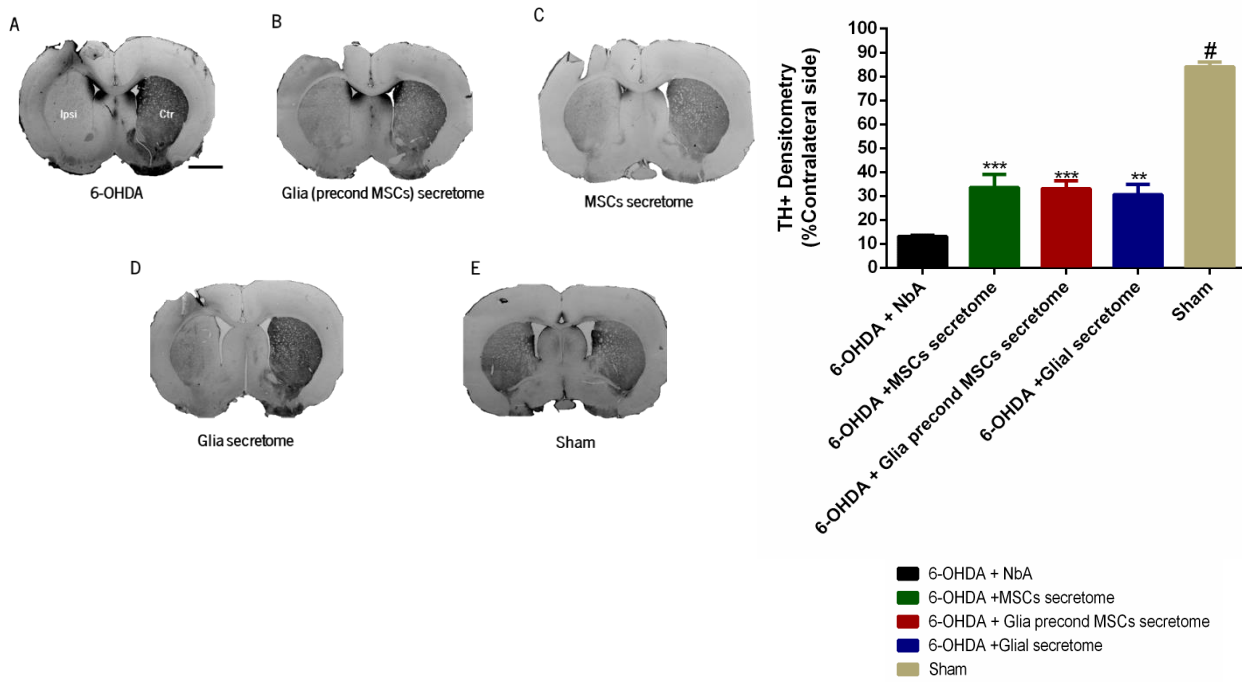 A
Ipsi
Ctr
6-OHDA
B
Glia (precond MSCs) secretome
C
MSCs secretome
D
Glia secretome
E
Sham
TH+ Densitometry
(%Contralateral side)
100
90
80
70
60
50
40
30
20
10
0
***
***
**
#
6-OHDA + NbA
6-OHDA +MSCs secretome
6-OHDA + Glia precond MSCs secretome
6-OHDA +Glial secretome
Sham
6-OHDA + NbA
6-OHDA +MSCs secretome
6-OHDA + Glia precond MSCs secretome
6-OHDA +Glial secretome
Sham